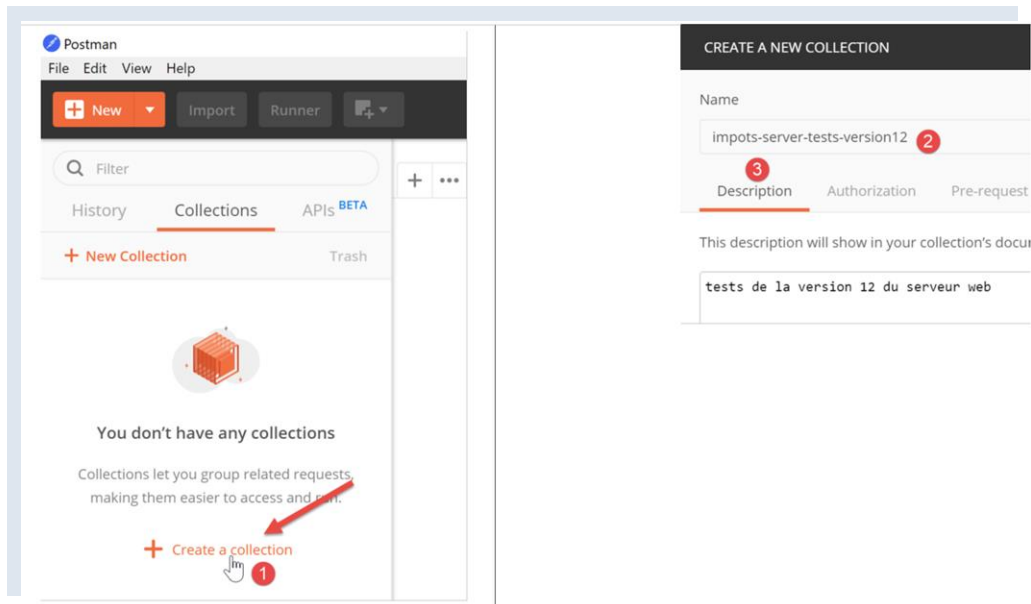 Postman
File Edit View Help
New Import Runner
Filter
History Collections APIs BETA
+ New Collection Trash
You don't have any collections
Collections let you group related requests,
making them easier to access and run.
+ Create a collection
1
CREATE A NEW COLLECTION
Name
impots-server-tests-version12 2
3
Description Authorization Pre-request
This description will show in your collection's docu
tests de la version 12 du serveur web